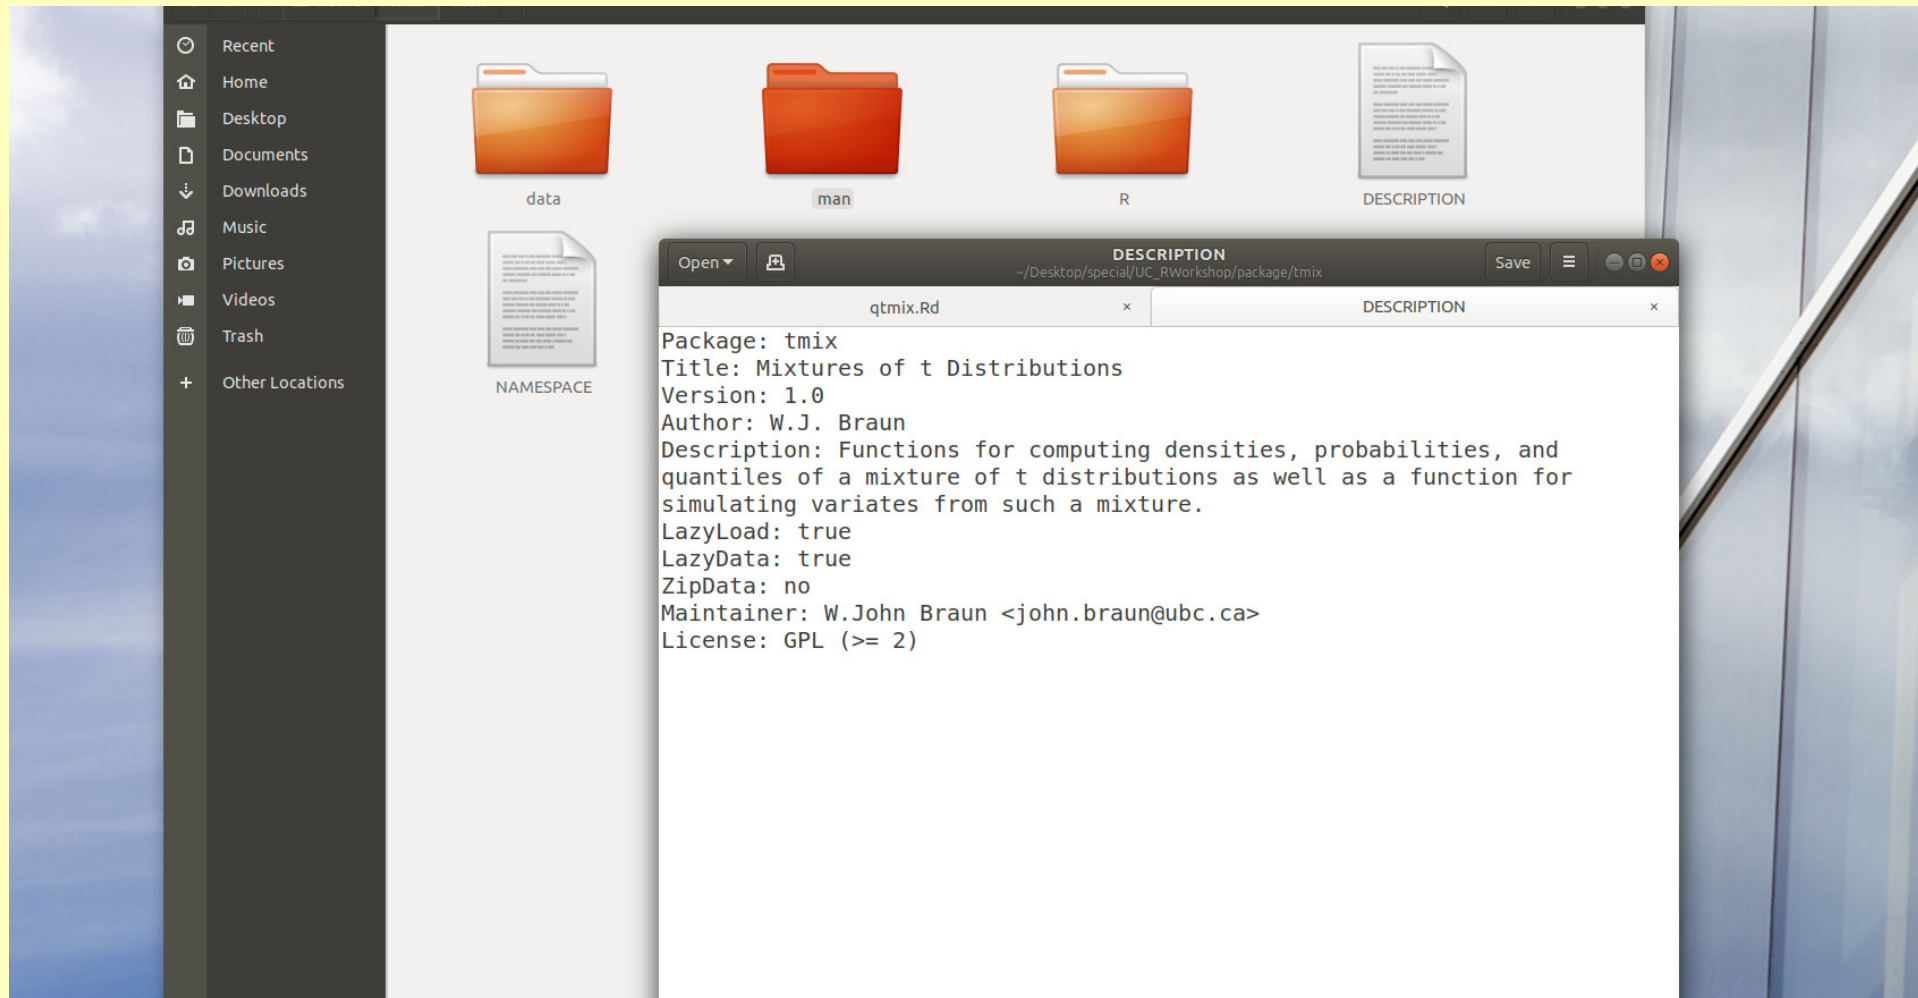 Recent
Home
Desktop
Documents
Downloads
Music
Pictures
Videos
Trash
Other Locations
data
man
R
DESCRIPTION
NAMESPACE
Open
DESCRIPTION
~/Desktop/special/UC_RWorkshop/package/tmix
Save
qtmix.Rd
DESCRIPTION
Package: tmix
Title: Mixtures of t Distributions
Version: 1.0
Author: W.J. Braun
Description: Functions for computing densities, probabilities, and
quantiles of a mixture of t distributions as well as a function for
simulating variates from such a mixture.
LazyLoad: true
LazyData: true
ZipData: no
Maintainer: W.John Braun <john.braun@ubc.ca>
License: GPL (>= 2)